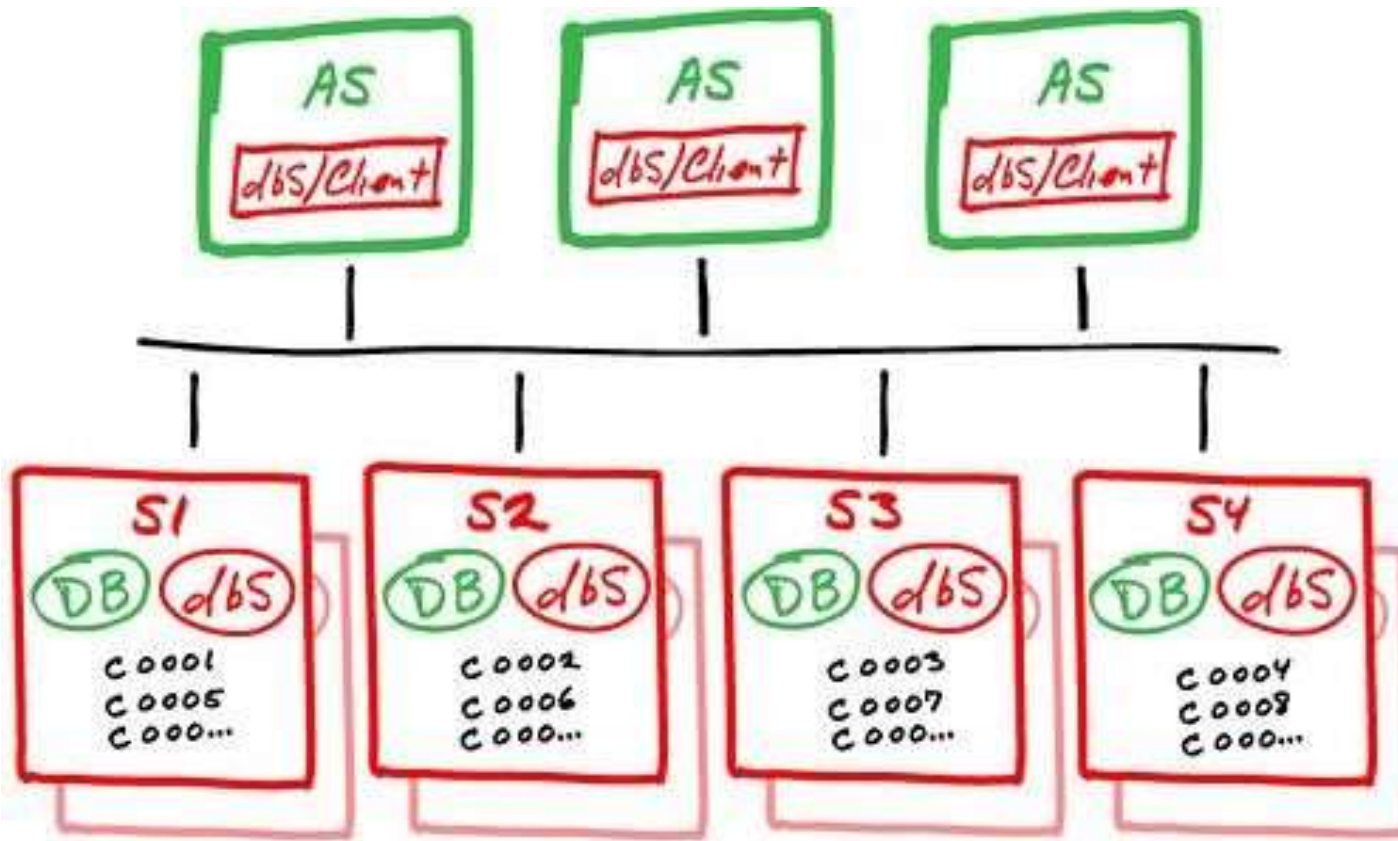 AS
dbS/Client
AS
dbS/Client
AS
dbS/Client
S1
DB dbS
C0001
C0005
C000...
S2
DB dbS
C0002
C0006
C000...
S3
DB dbS
C0003
C0007
C000...
S4
DB dbS
C0004
C0008
C000...